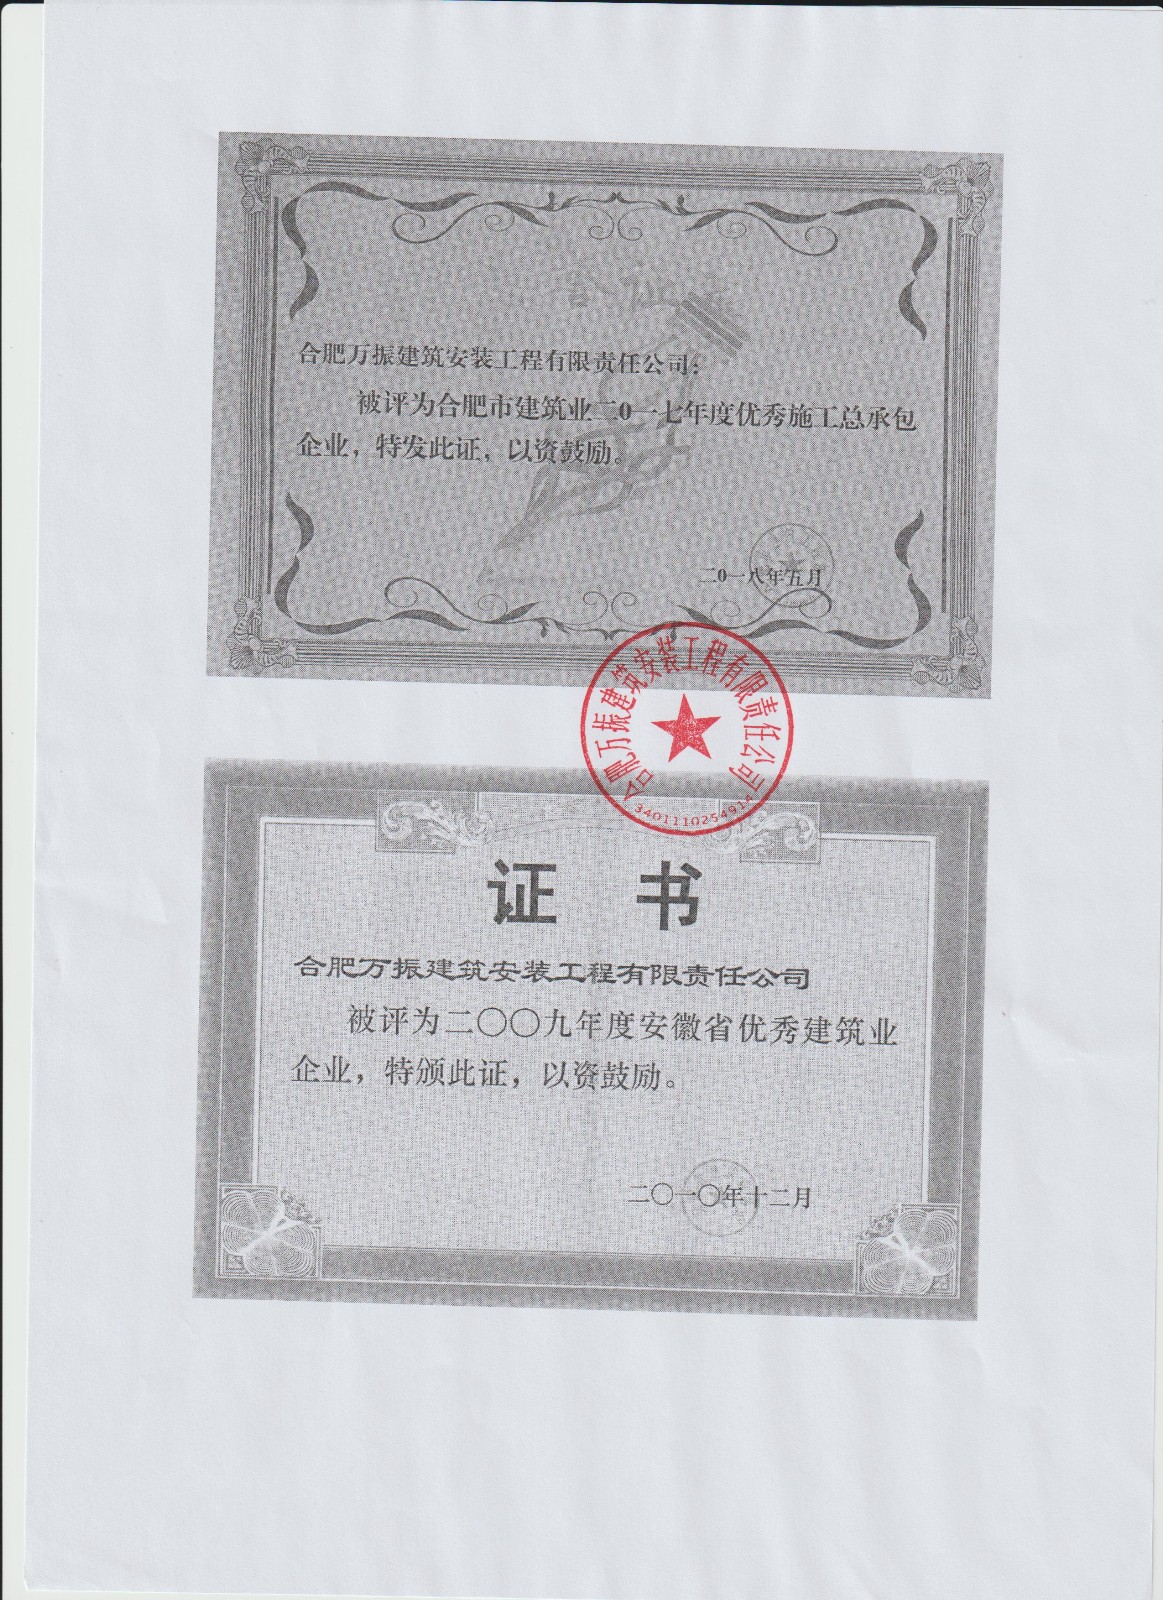 合肥万振建筑安装工程有限责任公司：
被评为合肥市建筑业二0一七年度优秀施工总承包
企业，特发此证，以资鼓励。
二0一八年五月
合肥万振建筑安装工程有限责任公司
3401110254914
证 书
合肥万振建筑安装工程有限责任公司
被评为二〇〇九年度安徽省优秀建筑业
企业，特颁此证，以资鼓励。
二〇一〇年十二月